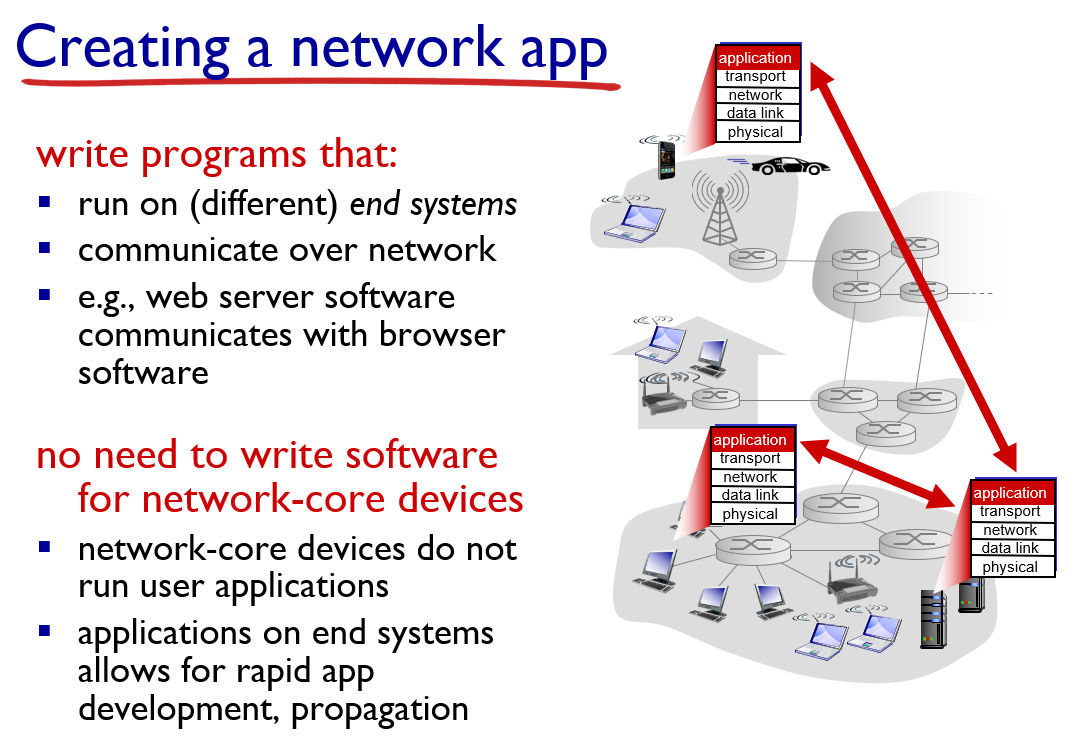 Creating a network app
write programs that:
▪ run on (different) end systems
▪ communicate over network
▪ e.g., web server software
communicates with browser
software
no need to write software
for network-core devices
▪ network-core devices do not
run user applications
▪ applications on end systems
allows for rapid app
development, propagation
application
transport
network
data link
physical
application
transport
network
data link
physical
application
transport
network
data link
physical